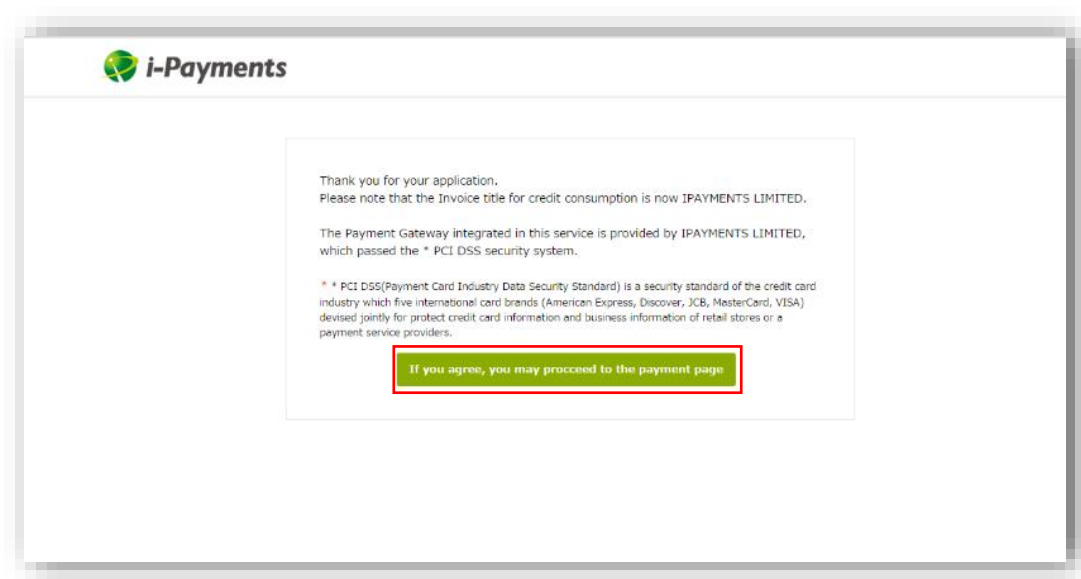 i-Payments
Thank you for your application.
Please note that the Invoice title for credit consumption is now IPAYMENTS LIMITED.
The Payment Gateway integrated in this service is provided by IPAYMENTS LIMITED,
which passed the * PCI DSS security system.
* * PCI DSS(Payment Card Industry Data Security Standard) is a security standard of the credit card
industry which five international card brands (American Express, Discover, JCB, MasterCard, VISA)
devised jointly for protect credit card information and business information of retail stores or a
payment service providers.
If you agree, you may procceed to the payment page